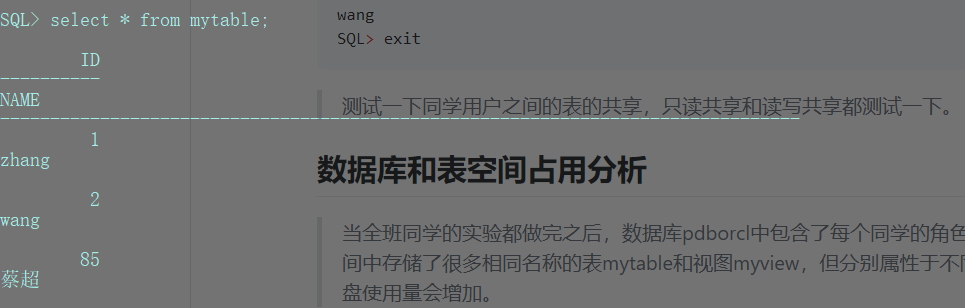 SQL> select * from mytable;
ID
----------
NAME
--------------------------------------------------------------------------------
1
zhang
2
wang
85
蔡超
wang
SQL> exit
测试一下同学用户之间的表的共享，只读共享和读写共享都测试一下。
数据库和表空间占用分析
当全班同学的实验都做完之后，数据库pdborcl中包含了每个同学的角色
间中存储了很多相同名称的表mytable和视图myview，但分别属性于不同
盘使用量会增加。